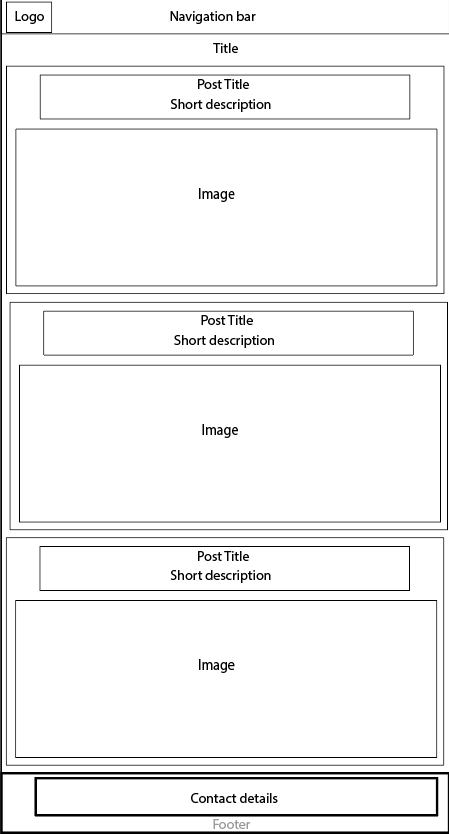 Logo
Navigation bar
Title
Post Title
Short description
Image
Post Title
Short description
Image
Post Title
Short description
Image
Contact details
Footer